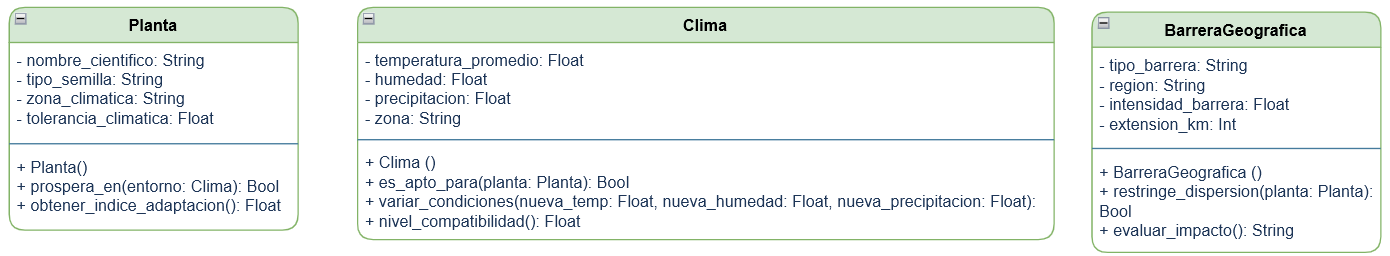 Planta
- nombre_cientifico: String
- tipo_semilla: String
- zona_climatica: String
- tolerancia_climatica: Float
+ Planta()
+ prospera_en(entorno: Clima): Bool
+ obtener_indice_adaptacion(): Float
Clima
- temperatura_promedio: Float
- humedad: Float
- precipitacion: Float
- zona: String
+ Clima ()
+ es_apto_para(planta: Planta): Bool
+ variar_condiciones(nueva_temp: Float, nueva_humedad: Float, nueva_precipitacion: Float):
+ nivel_compatibilidad(): Float
BarreraGeografica
- tipo_barrera: String
- region: String
- intensidad_barrera: Float
- extension_km: Int
+ BarreraGeografica ()
+ restringe_dispersion(planta: Planta):
Bool
+ evaluar_impacto(): String